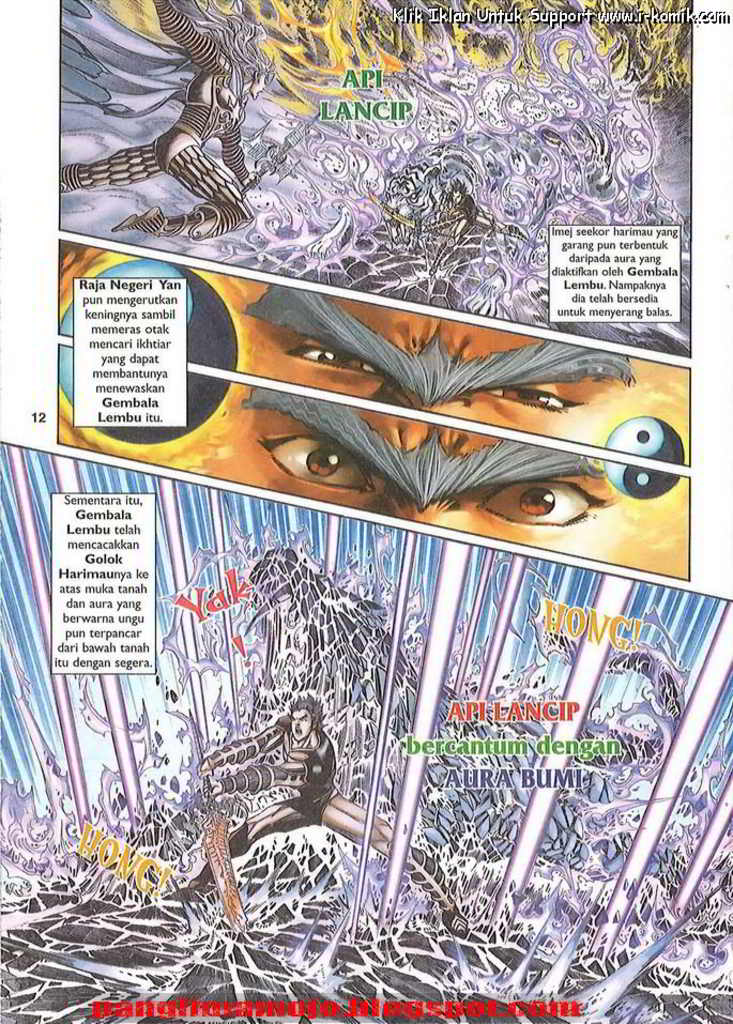 Klik Iklan Untuk Support www.r-komik.com
API
LANCIP
Imej seekor harimau yang
garang pun terbentuk
daripada aura yang
diaktifkan oleh Gembala
Lembu. Nampaknya
dia telah bersedia
untuk menyerang balas.
Raja Negeri Yan
pun mengerutkan
keningnya sambil
memeras otak
mencari ikhtiar
yang dapat
membantunya
menewaskan
Gembala
Lembu itu.
12
Sementara itu,
Gembala
Lembu telah
mencacakkan
Golok
Harimaunya ke
atas muka tanah
dan aura yang
berwarna ungu
pun terpancar
dari bawah tanah
itu dengan segera.
Yak
!
HONG!
API LANCIP
bercantum dengan
AURA BUMI
HONG!
panglimamojo.blogspot.com